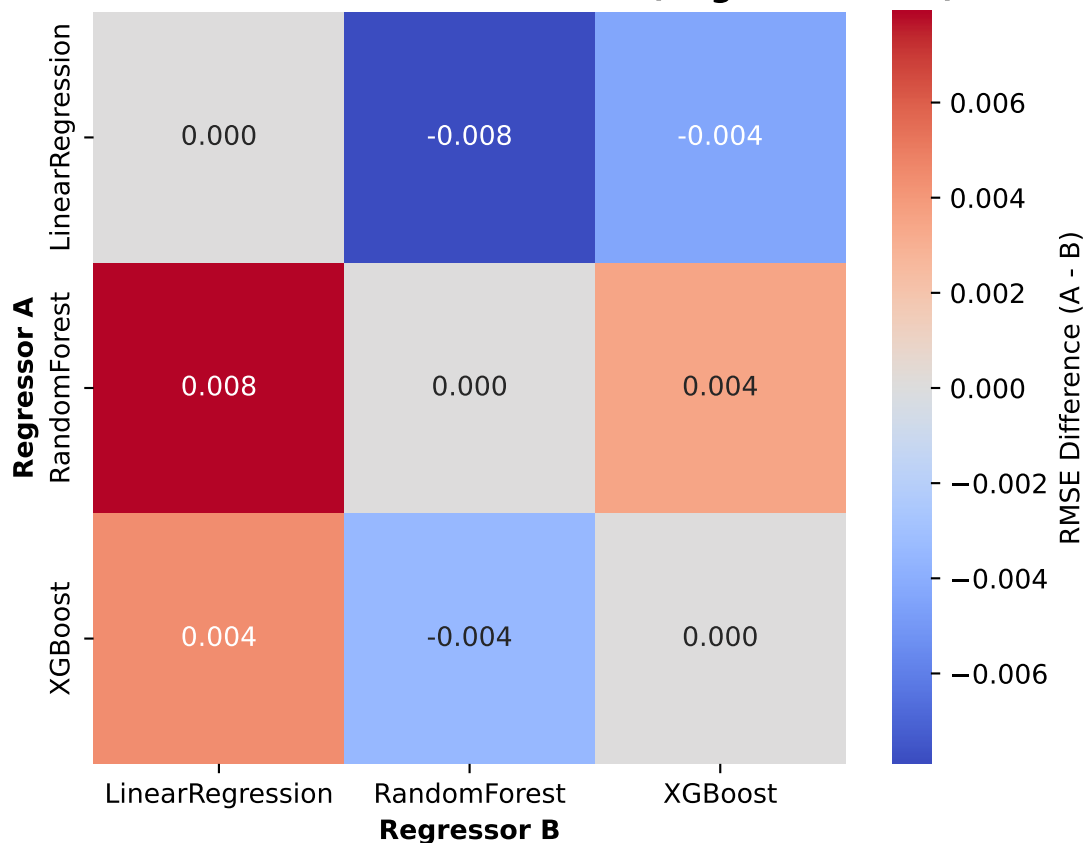 LinearRegression
0.000
-0.008
-0.004
RandomForest
0.008
0.000
0.004
XGBoost
0.004
-0.004
0.000
Regressor A
LinearRegression
RandomForest
XGBoost
Regressor B
0.006
0.004
0.002
0.000
−0.002
−0.004
−0.006
RMSE Difference (A - B)